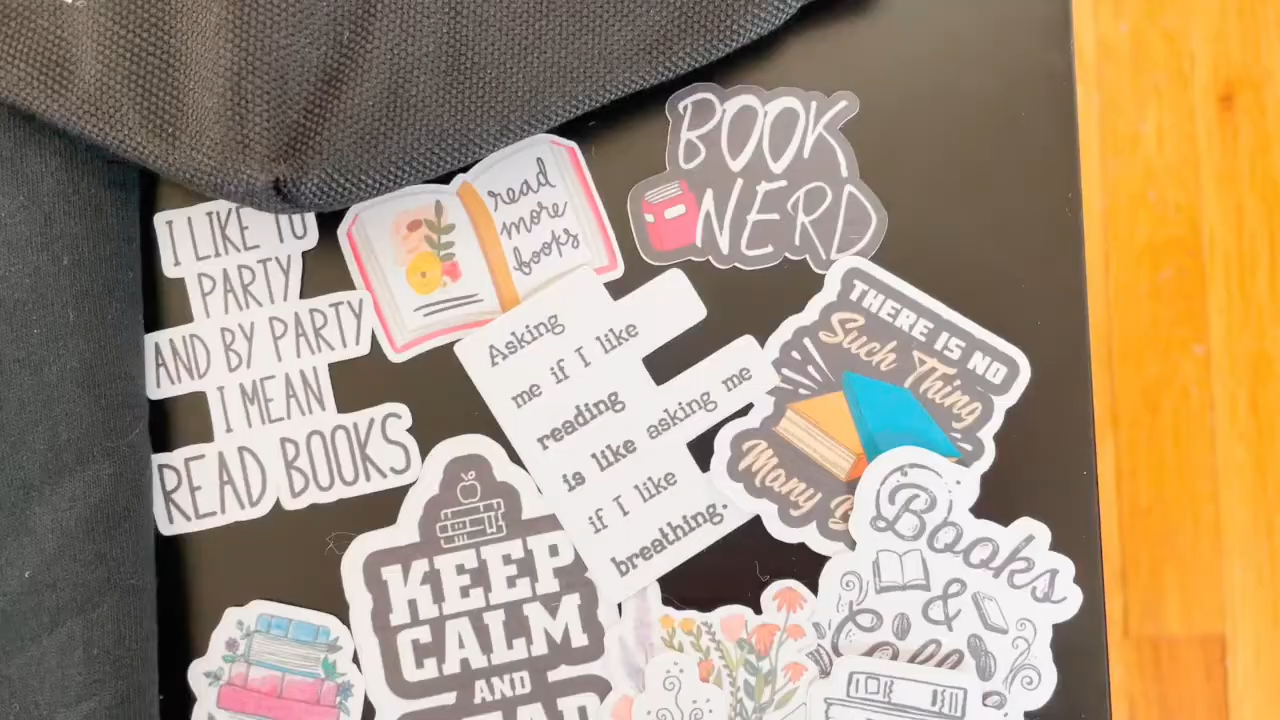 BOOK
NERD
read
more
books
I LIKE TO
PARTY
AND BY PARTY
I MEAN
READ BOOKS
Asking
me if I like
reading
is like asking me
if I like
breathing.
THERE IS NO
Such Thing
Many
KEEP
CALM
AND
Books
&